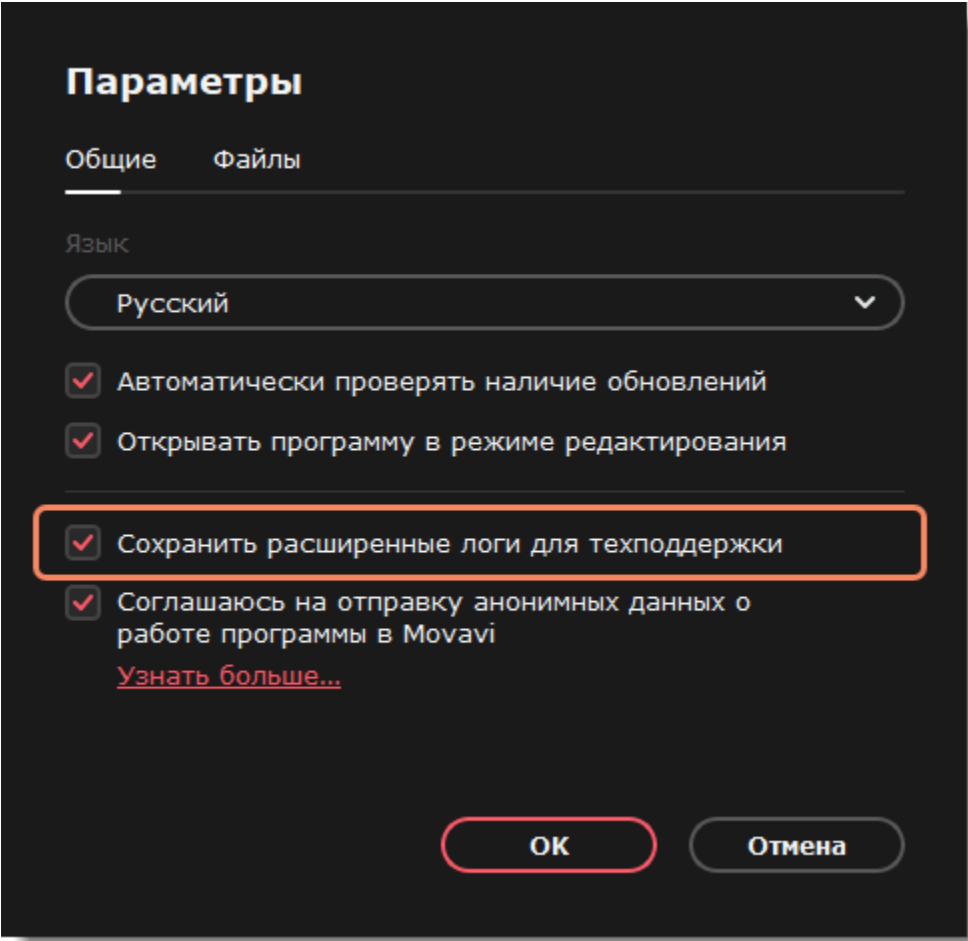 Параметры
Общие Файлы
Язык
Русский
Автоматически проверять наличие обновлений
Открывать программу в режиме редактирования
Сохранить расширенные логи для техподдержки
Соглашаюсь на отправку анонимных данных о
работе программы в Movavi
Узнать больше...
ОК Отмена